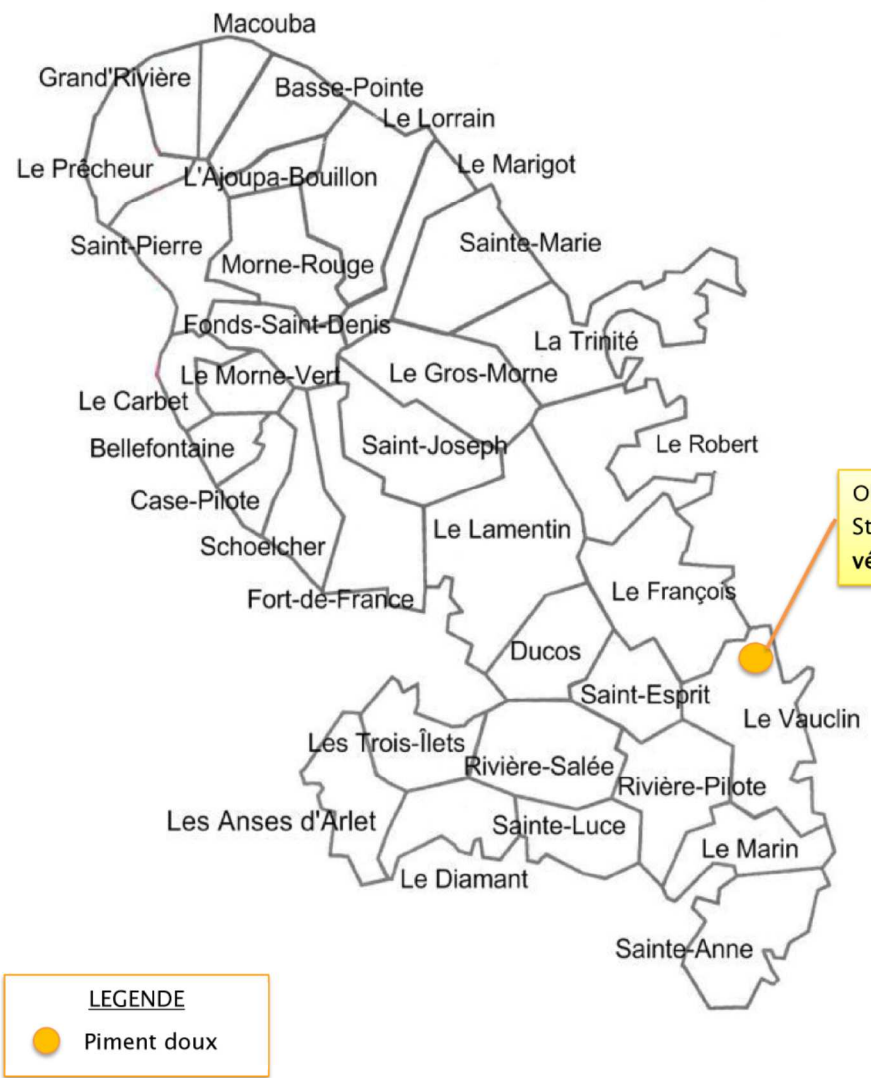 Macouba
Grand'Rivière
Basse-Pointe
Le Lorrain
Le Prêcheur
L'Ajoupa-Bouillon
Le Marigot
Saint-Pierre
Morne-Rouge
Sainte-Marie
Fonds-Saint-Denis
La Trinité
Le Morne-Vert
Le Gros-Morne
Le Carbet
Bellefontaine
Saint-Joseph
Le Robert
Case-Pilote
Schoelcher
Le Lamentin
Fort-de-France
Le François
Ducos
Saint-Esprit
Le Vauclin
Les Trois-Îlets
Rivière-Salée
Rivière-Pilote
Les Anses d'Arlet
Sainte-Luce
Le Marin
Le Diamant
Sainte-Anne
LEGENDE
Piment doux